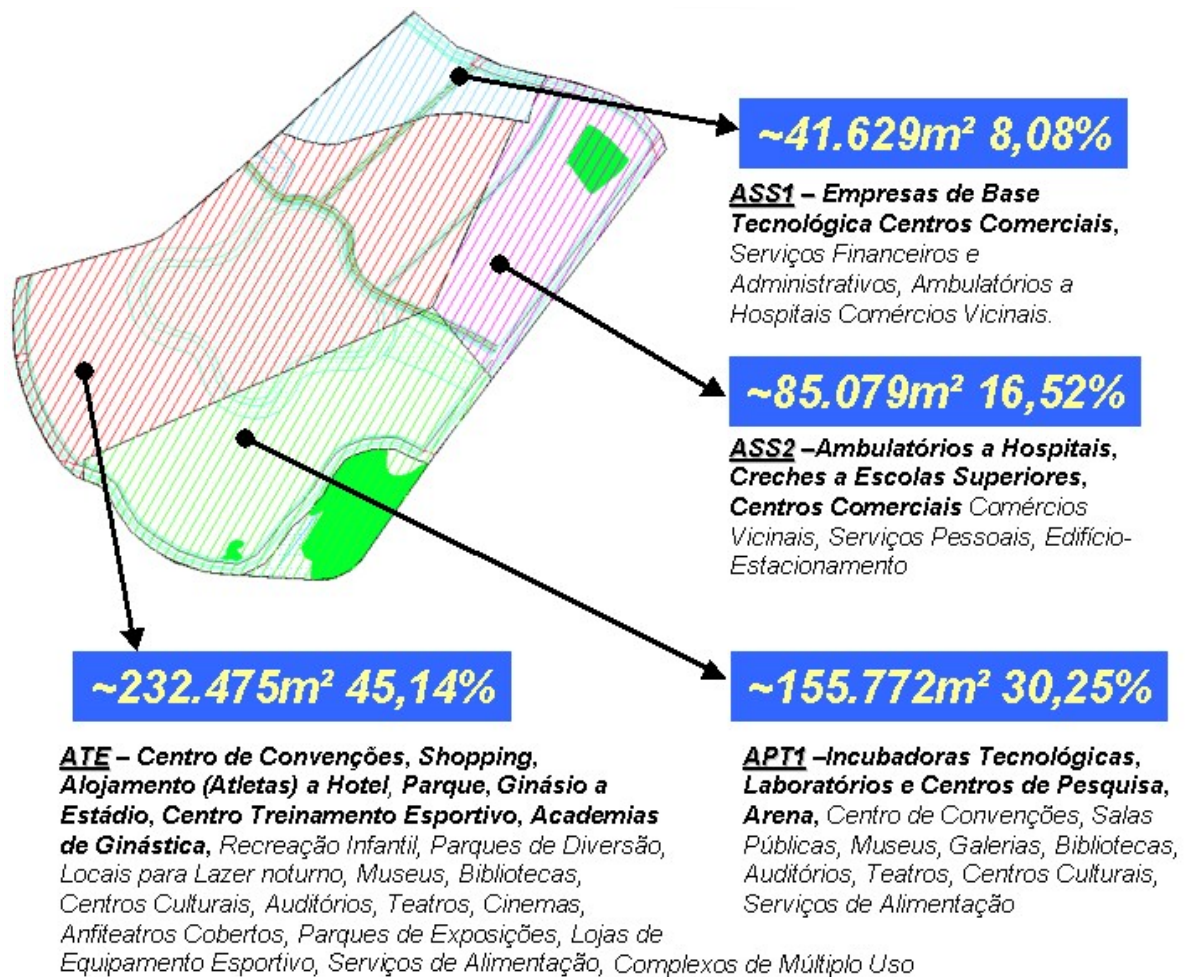 ~41.629m² 8,08%
ASS1 – Empresas de Base
Tecnológica Centros Comerciais,
Serviços Financeiros e
Administrativos, Ambulatórios a
Hospitais Comércios Vicinais.
~85.079m² 16,52%
ASS2 –Ambulatórios a Hospitais,
Creches a Escolas Superiores,
Centros Comerciais Comércios
Vicinais, Serviços Pessoais, Edifício-
Estacionamento
~232.475m² 45,14%
ATE – Centro de Convenções, Shopping,
Alojamento (Atletas) a Hotel, Parque, Ginásio a
Estádio, Centro Treinamento Esportivo, Academias
de Ginástica, Recreação Infantil, Parques de Diversão,
Locais para Lazer noturno, Museus, Bibliotecas,
Centros Culturais, Auditórios, Teatros, Cinemas,
Anfiteatros Cobertos, Parques de Exposições, Lojas de
Equipamento Esportivo, Serviços de Alimentação, Complexos de Múltiplo Uso
~155.772m² 30,25%
APT1 –Incubadoras Tecnológicas,
Laboratórios e Centros de Pesquisa,
Arena, Centro de Convenções, Salas
Públicas, Museus, Galerias, Bibliotecas,
Auditórios, Teatros, Centros Culturais,
Serviços de Alimentação